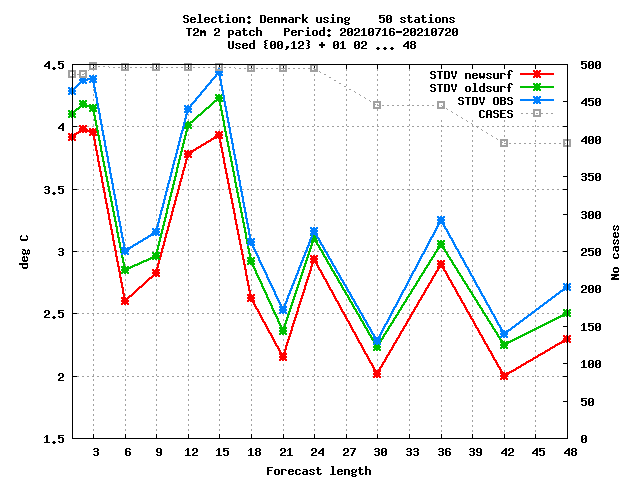 Selection: Denmark using    50 stations
T2m 2 patch   Period: 20210716-20210720
Used {00,12} + 01 02 ... 48
STDV newsurf
STDV oldsurf
STDV OBS
CASES
4.5
4
3.5
3
2.5
2
1.5
deg C
500
450
400
350
300
250
200
150
100
50
0
No cases
3 6 9 12 15 18 21 24 27 30 33 36 39 42 45 48
Forecast length